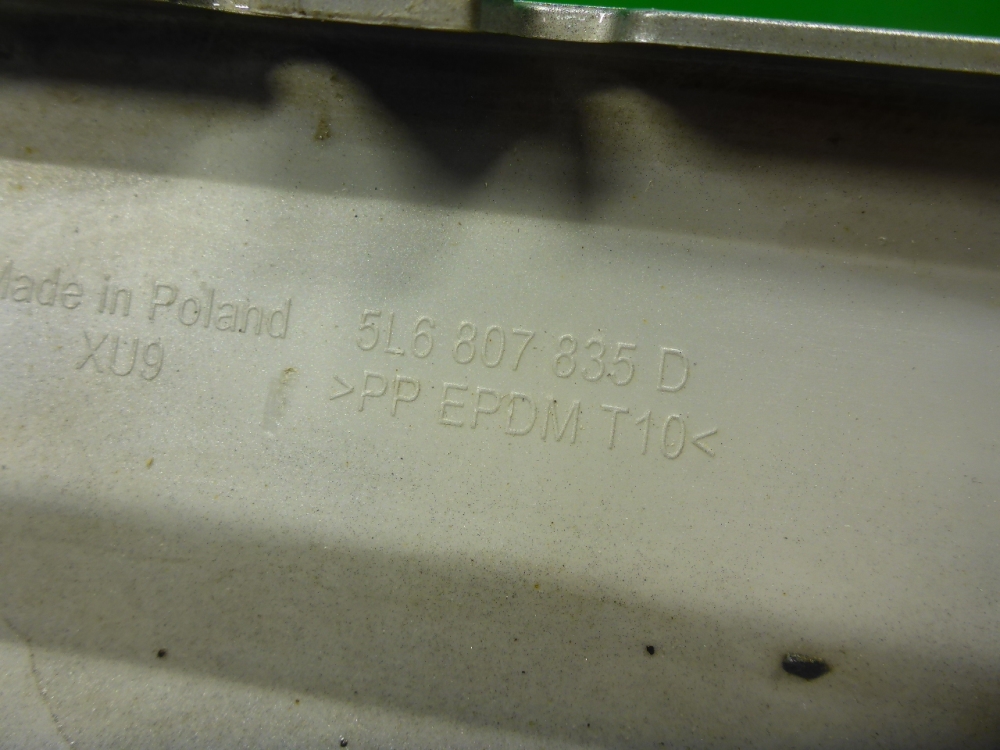 Made in Poland
XU9
5L6 807 835 D
>PP EPDM T10<